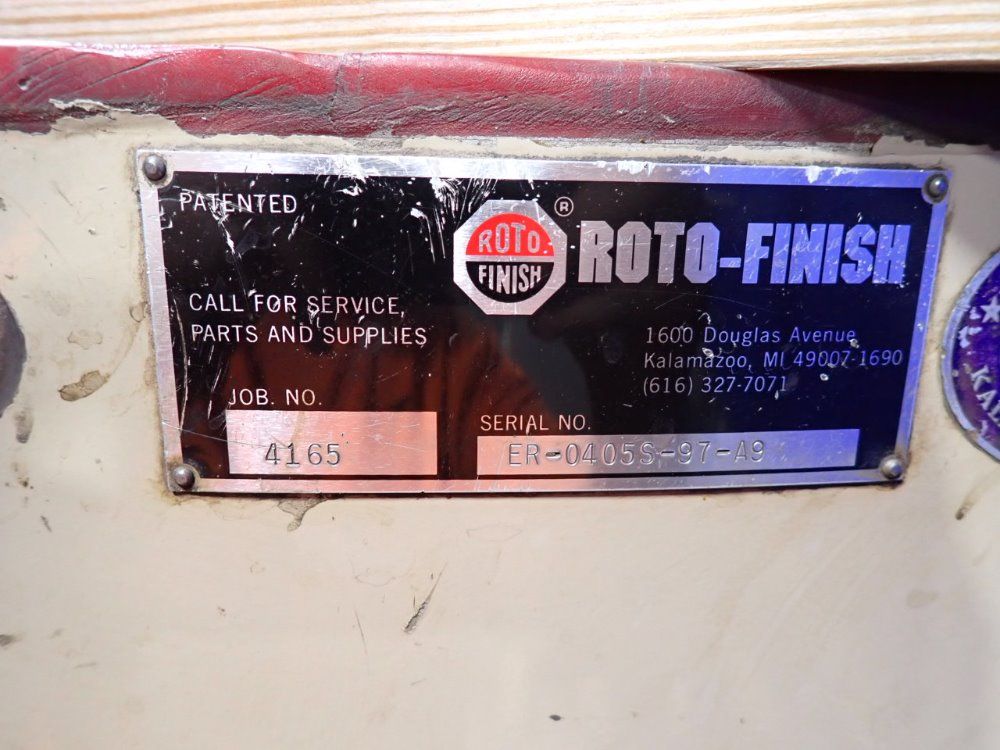 PATENTED
ROTO-
FINISH
®
ROTO-FINISH
CALL FOR SERVICE,
PARTS AND SUPPLIES
1600 Douglas Avenue
Kalamazoo, MI 49007-1690
(616) 327-7071
JOB. NO.
4165
SERIAL NO.
ER-0405S-97-A9